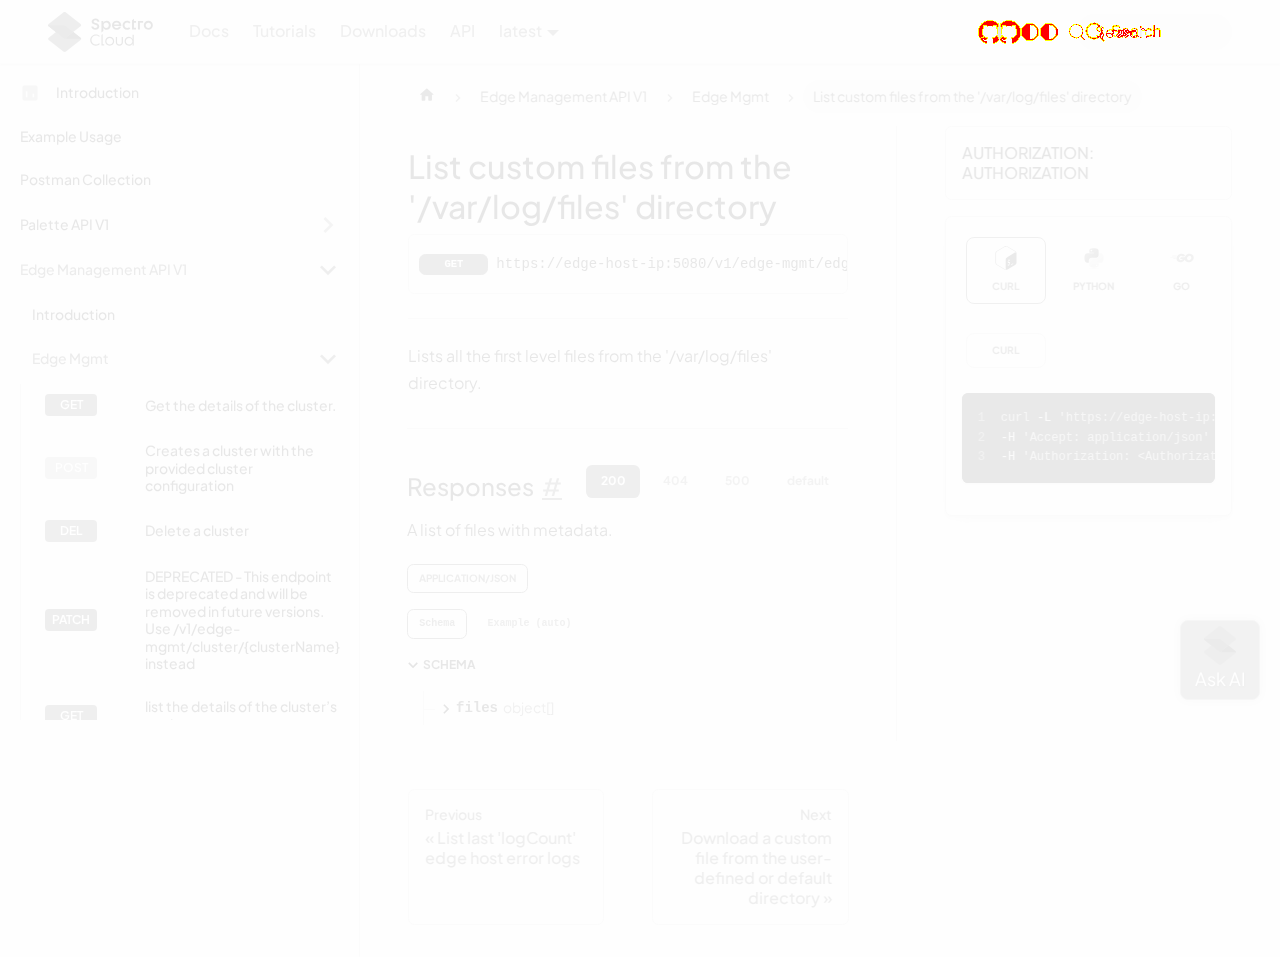 Spectro Cloud
Docs
Tutorials
Downloads
API
latest
Introduction
Example Usage
Postman Collection
Palette API V1
Edge Management API V1
Introduction
Edge Mgmt
GET
Get the details of the cluster.
POST
Creates a cluster with the
provided cluster
configuration
DEL
Delete a cluster
PATCH
DEPRECATED - This endpoint
is deprecated and will be
removed in future versions.
Use /v1/edge-
mgmt/cluster/{clusterName}
instead
GET
list the details of the cluster's
Edge Management API V1
Edge Mgmt
List custom files from the '/var/log/files' directory
List custom files from the
'/var/log/files' directory
GET
https://edge-host-ip:5080/v1/edge-mgmt/edg
Lists all the first level files from the '/var/log/files'
directory.
Responses #
200
404
500
default
A list of files with metadata.
APPLICATION/JSON
Schema
Example (auto)
SCHEMA
files object[]
Previous
« List last 'logCount'
edge host error logs
Next
Download a custom
file from the user-
defined or default
directory »
AUTHORIZATION:
AUTHORIZATION
CURL
PYTHON
GO
GO
CURL
1 curl -L 'https://edge-host-ip:
2 -H 'Accept: application/json'
3 -H 'Authorization: <Authorizat
Ask AI